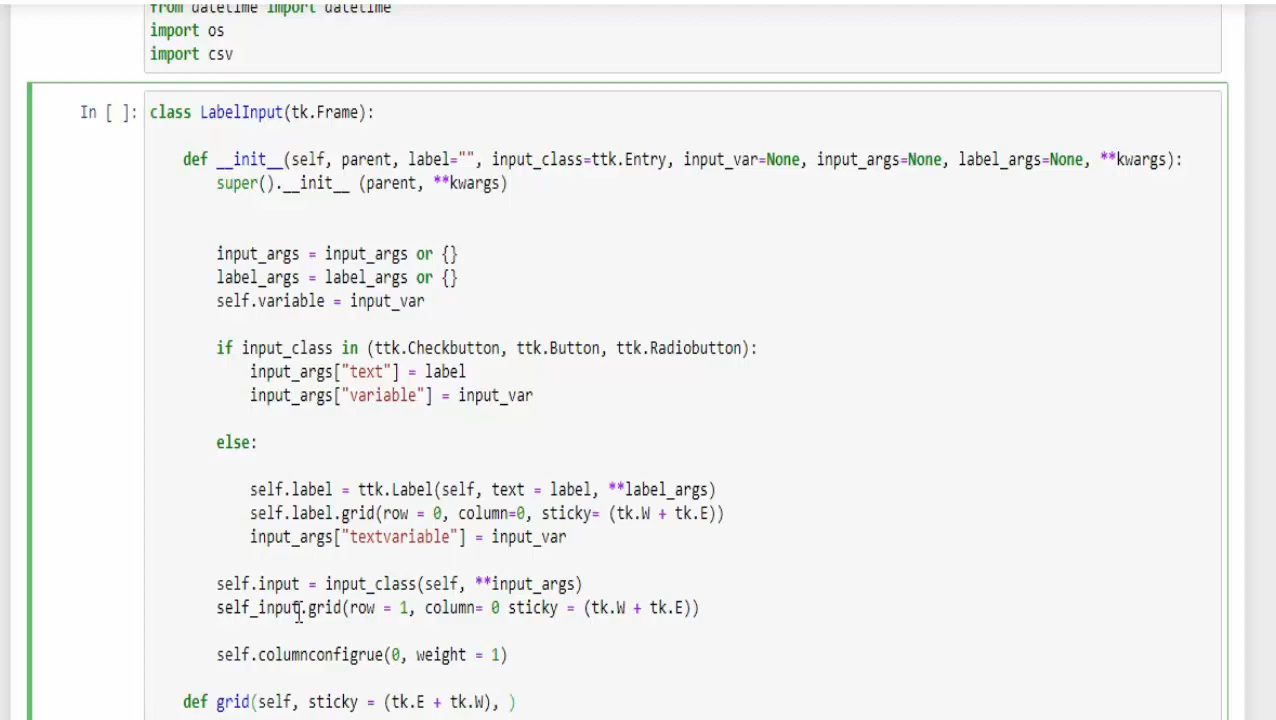 from datetime import datetime
import os
import csv
In [ ]: class LabelInput(tk.Frame):
def __init__(self, parent, label="", input_class=ttk.Entry, input_var=None, input_args=None, label_args=None, **kwargs):
super().__init__ (parent, **kwargs)
input_args = input_args or {}
label_args = label_args or {}
self.variable = input_var
if input_class in (ttk.Checkbutton, ttk.Button, ttk.Radiobutton):
input_args["text"] = label
input_args["variable"] = input_var
else:
self.label = ttk.Label(self, text = label, **label_args)
self.label.grid(row = 0, column=0, sticky= (tk.W + tk.E))
input_args["textvariable"] = input_var
self.input = input_class(self, **input_args)
self_input.grid(row = 1, column= 0 sticky = (tk.W + tk.E))
self.columnconfigrue(0, weight = 1)
def grid(self, sticky = (tk.E + tk.W), )